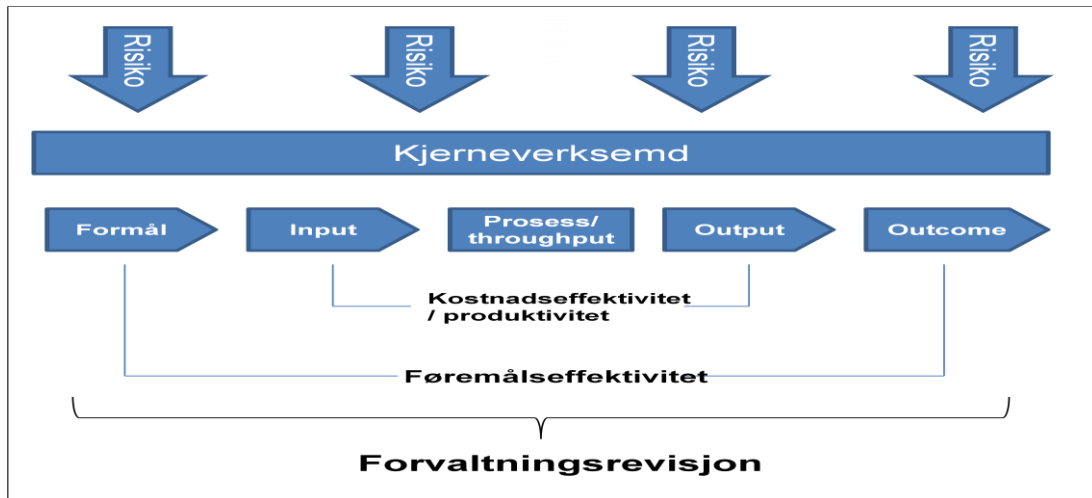 Risiko
Risiko
Risiko
Risiko
Kjerneverksemd
Formål
Input
Prosess/
throughput
Output
Outcome
Kostnadseffektivitet
/ produktivitet
Føremålseffektivitet
Forvaltningsrevisjon